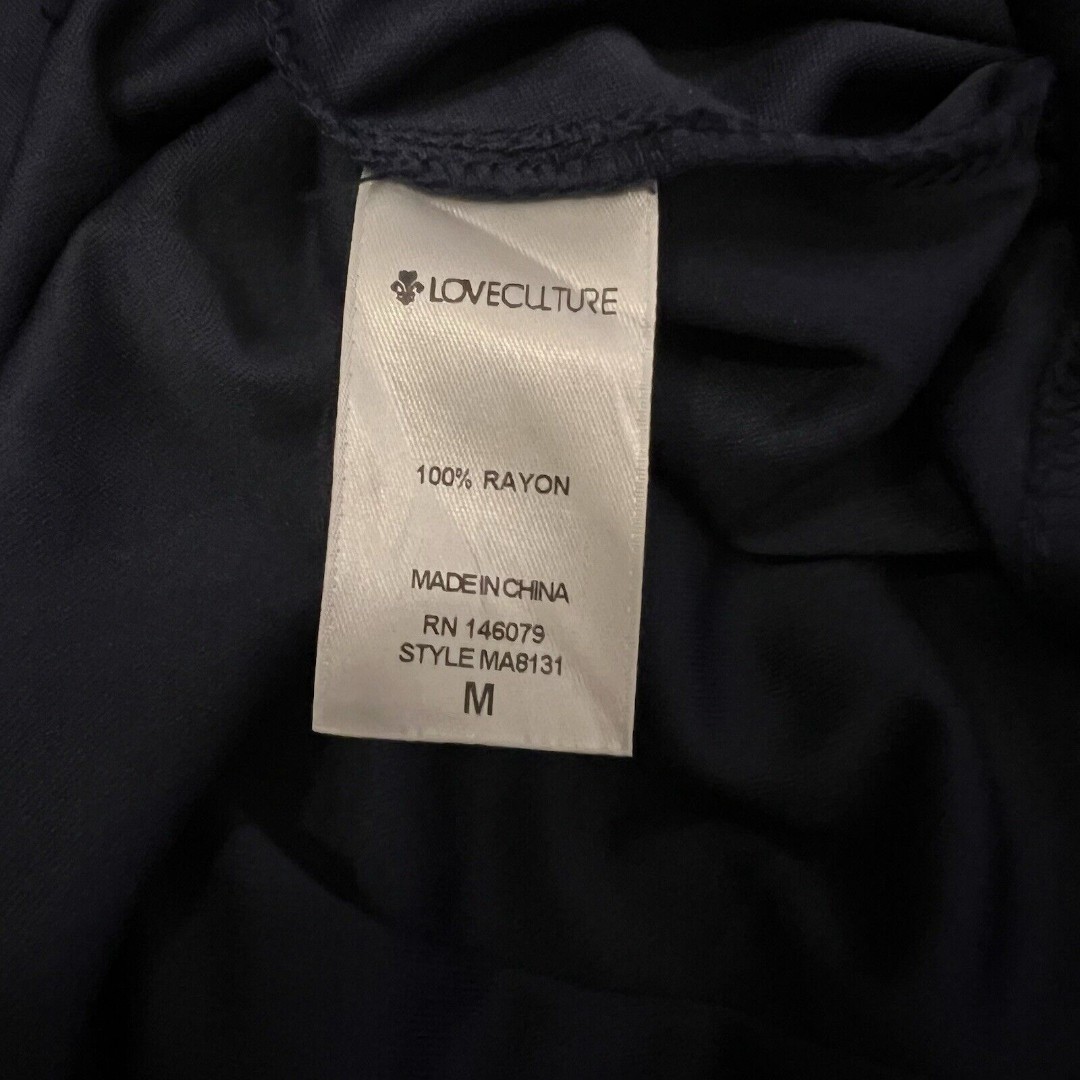 LOVECULTURE
100% RAYON
MADE IN CHINA
RN 146079
STYLE MA8131
M